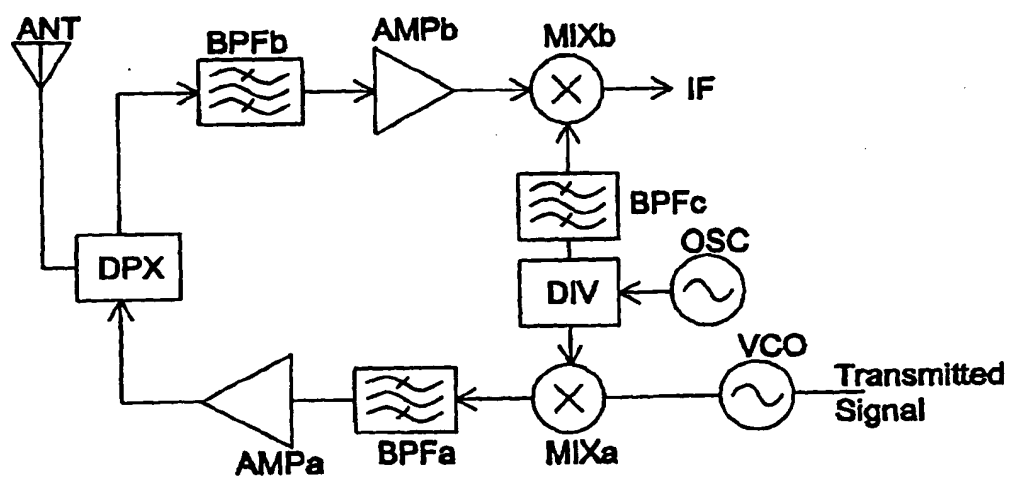 ANT
BPFb
AMPb
MIXb
IF
BPFc
OSC
DPX
DIV
VCO
Transmitted
Signal
AMPa
BPFa
MIXa